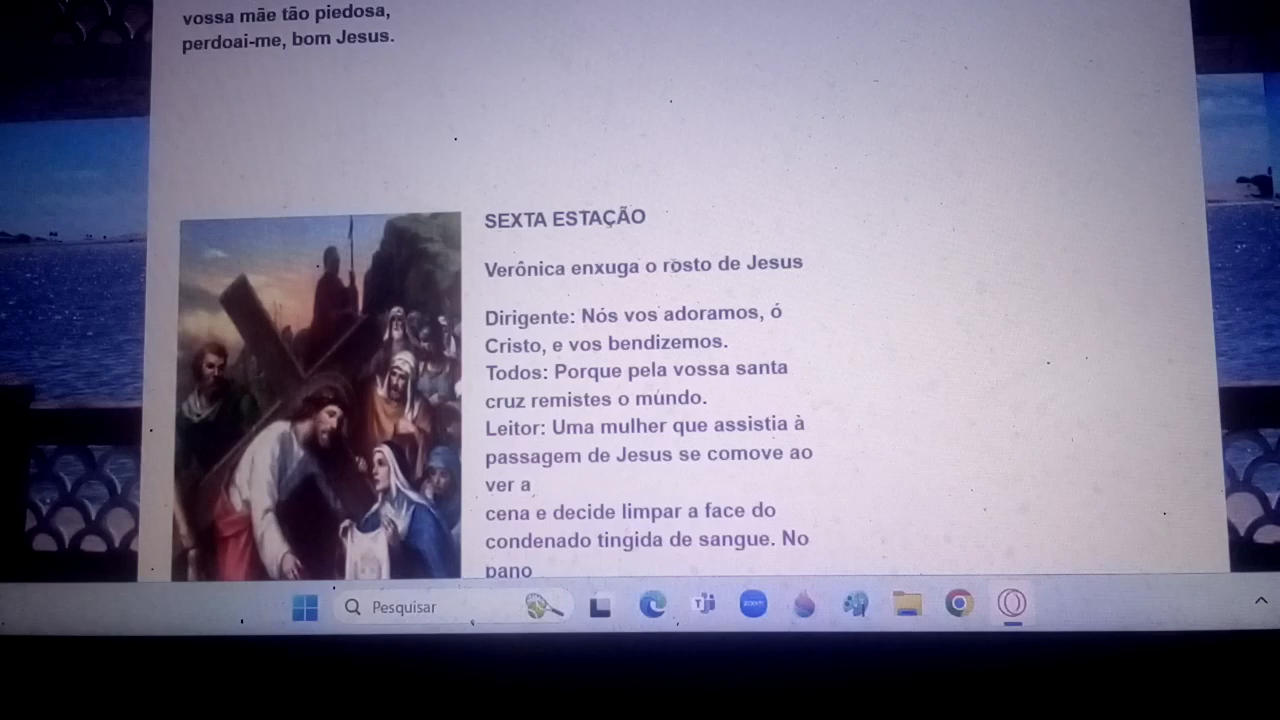 vossa mãe tão piedosa,
perdoai-me, bom Jesus.
SEXTA ESTAÇÃO
Verônica enxuga o rosto de Jesus
Dirigente: Nós vos adoramos, ó
Cristo, e vos bendizemos.
Todos: Porque pela vossa santa
cruz remistes o mundo.
Leitor: Uma mulher que assistia à
passagem de Jesus se comove ao
ver a
cena e decide limpar a face do
condenado tingida de sangue. No
pano
Pesquisar
zoom